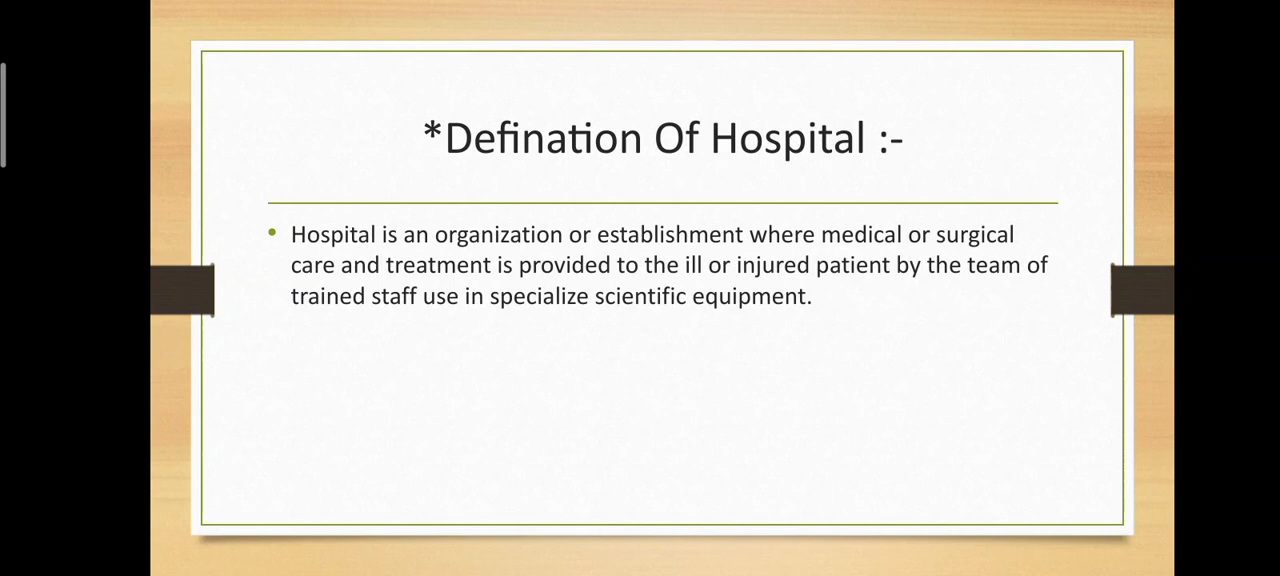 *Defination Of Hospital :-
• Hospital is an organization or establishment where medical or surgical
care and treatment is provided to the ill or injured patient by the team of
trained staff use in specialize scientific equipment.